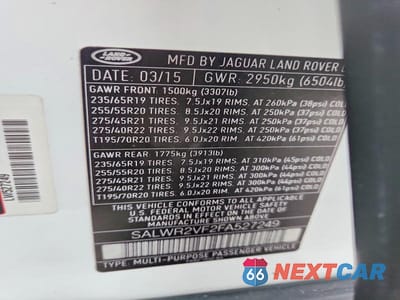 LAND ROVER
MFD BY JAGUAR LAND ROVER
DATE: 03/15 GWR: 2950kg (6504lb)
GAWR FRONT: 1500kg (3307lb)
235/65R19 TIRES, 7.5Jx19 RIMS, AT 260kPa (38psi) COLD
255/55R20 TIRES, 8.5Jx20 RIMS, AT 250kPa (37psi) COLD
275/45R21 TIRES, 9.5Jx21 RIMS, AT 250kPa (37psi) COLD
275/40R22 TIRES, 9.5Jx22 RIMS, AT 250kPa (37psi) COLD
T195/70R20 TIRES, 5.5Jx20 RIMS, AT 420kPa (61psi) COLD
GAWR REAR: 1775kg (3913lb)
235/65R19 TIRES, 7.5Jx19 RIMS, AT 310kPa (45psi) COLD
255/55R20 TIRES, 8.5Jx20 RIMS, AT 300kPa (44psi) COLD
275/45R21 TIRES, 9.5Jx21 RIMS, AT 300kPa (44psi) COLD
275/40R22 TIRES, 9.5Jx22 RIMS, AT 300kPa (44psi) COLD
T195/70R20 TIRES, 5.5Jx20 RIMS, AT 420kPa (61psi) COLD
THIS VEHICLE CONFORMS TO ALL APPLICABLE
U.S. FEDERAL MOTOR VEHICLE SAFETY
STANDARDS IN EFFECT ON THE DATE OF
MANUFACTURE SHOWN ABOVE
SALWR2VF2FA527249
TYPE: MULTI-PURPOSE PASSENGER VEHICLE
527249
66 NEXTCAR